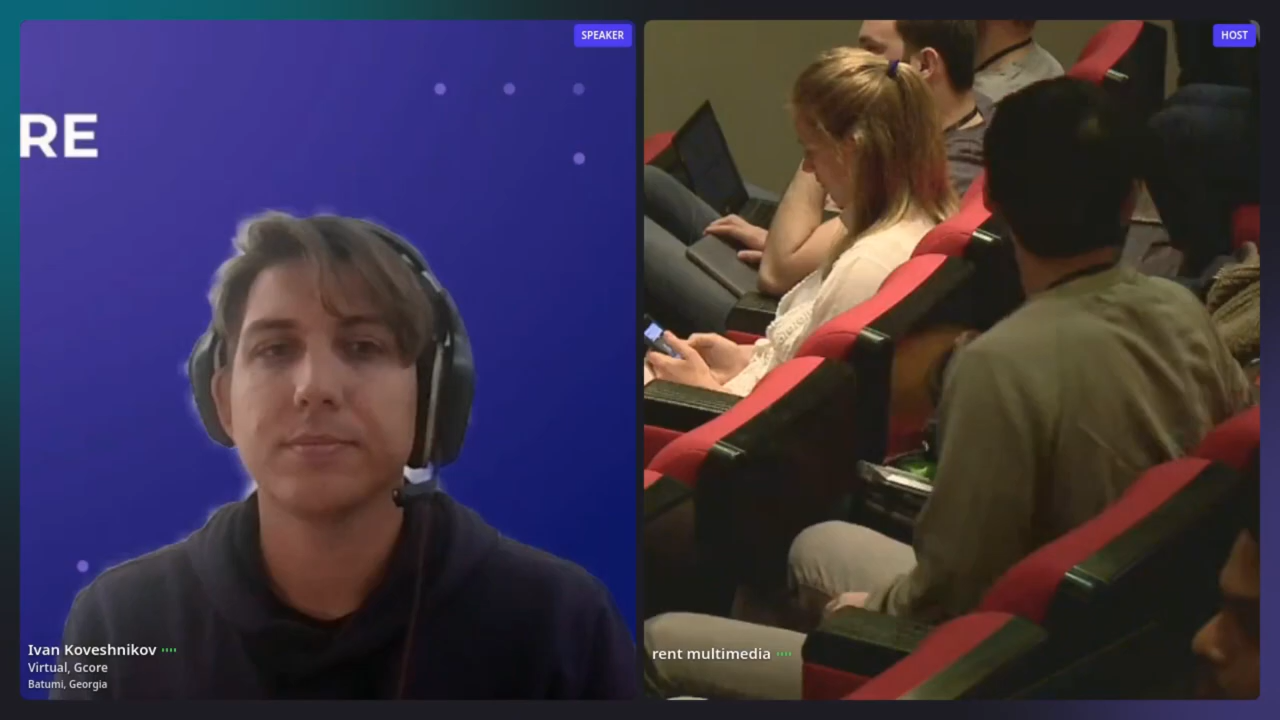 SPEAKER
HOST
RE
Ivan Koveshnikov
Virtual, Gcore
Batumi, Georgia
rent multimedia